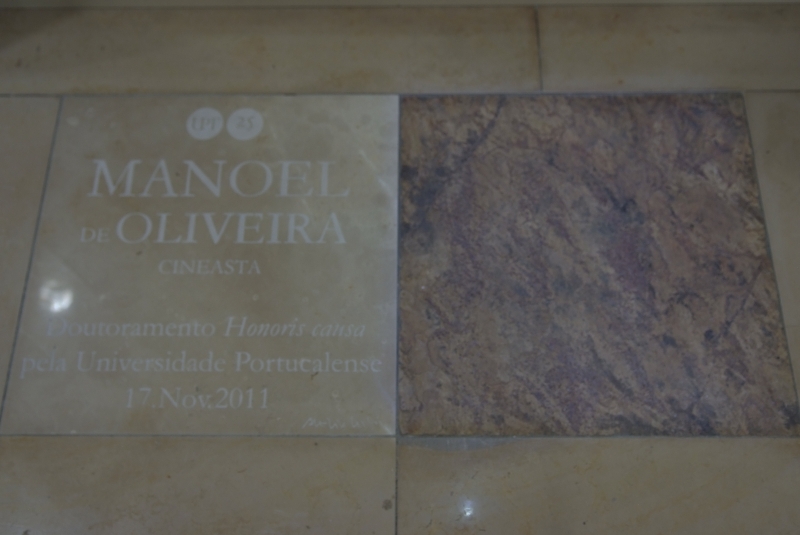 MANOEL
DE OLIVEIRA
CINEASTA
Doutoramento Honoris causa
pela Universidade Portucalense
17.Nov.2011